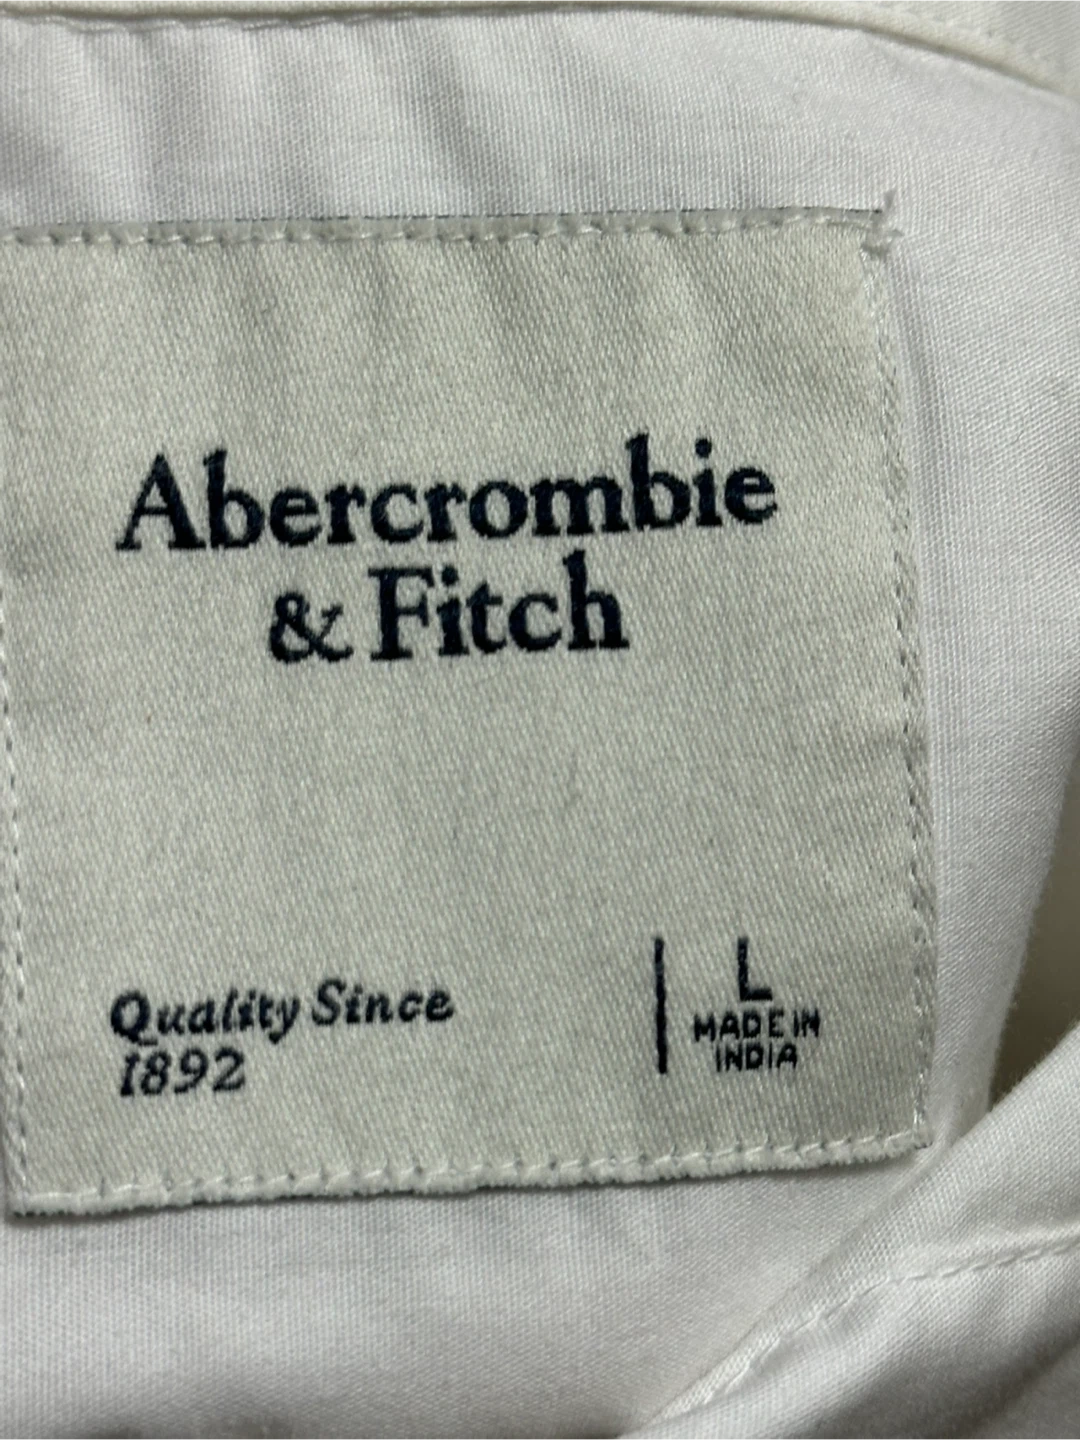 Abercrombie
& Fitch
Quality Since
1892
L
MADE IN
INDIA